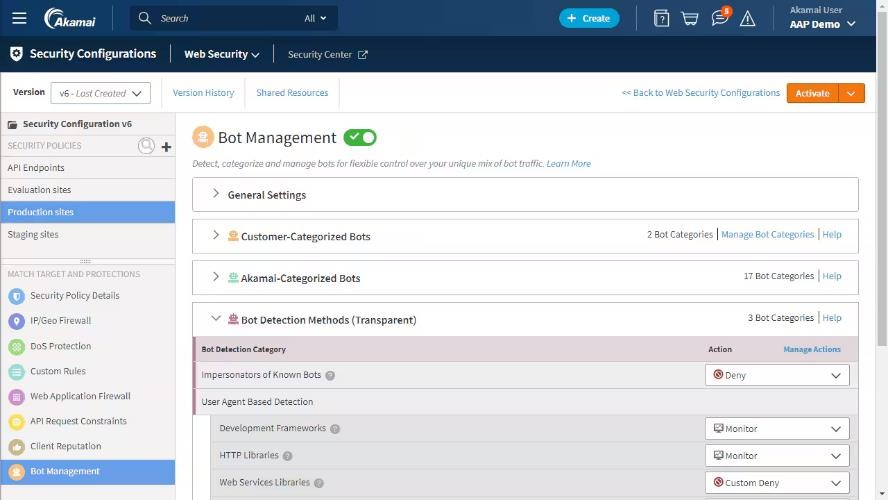 Akamai
Search
All
+ Create
5
Akamai User
AAP Demo
Security Configurations
Web Security
Security Center
Version
v6 - Last Created
Version History
Shared Resources
<< Back to Web Security Configurations
Activate
Security Configuration v6
SECURITY POLICIES
API Endpoints
Evaluation sites
Production sites
Staging sites
MATCH TARGET AND PROTECTIONS
Security Policy Details
IP/Geo Firewall
DoS Protection
Custom Rules
Web Application Firewall
API Request Constraints
Client Reputation
Bot Management
Bot Management
Detect, categorize and manage bots for flexible control over your unique mix of bot traffic. Learn More
General Settings
Customer-Categorized Bots
2 Bot Categories | Manage Bot Categories | Help
Akamai-Categorized Bots
17 Bot Categories | Help
Bot Detection Methods (Transparent)
3 Bot Categories | Help
Bot Detection Category
Action
Manage Actions
Impersonators of Known Bots ?
Deny
User Agent Based Detection
Development Frameworks ?
Monitor
HTTP Libraries ?
Monitor
Web Services Libraries ?
Custom Deny